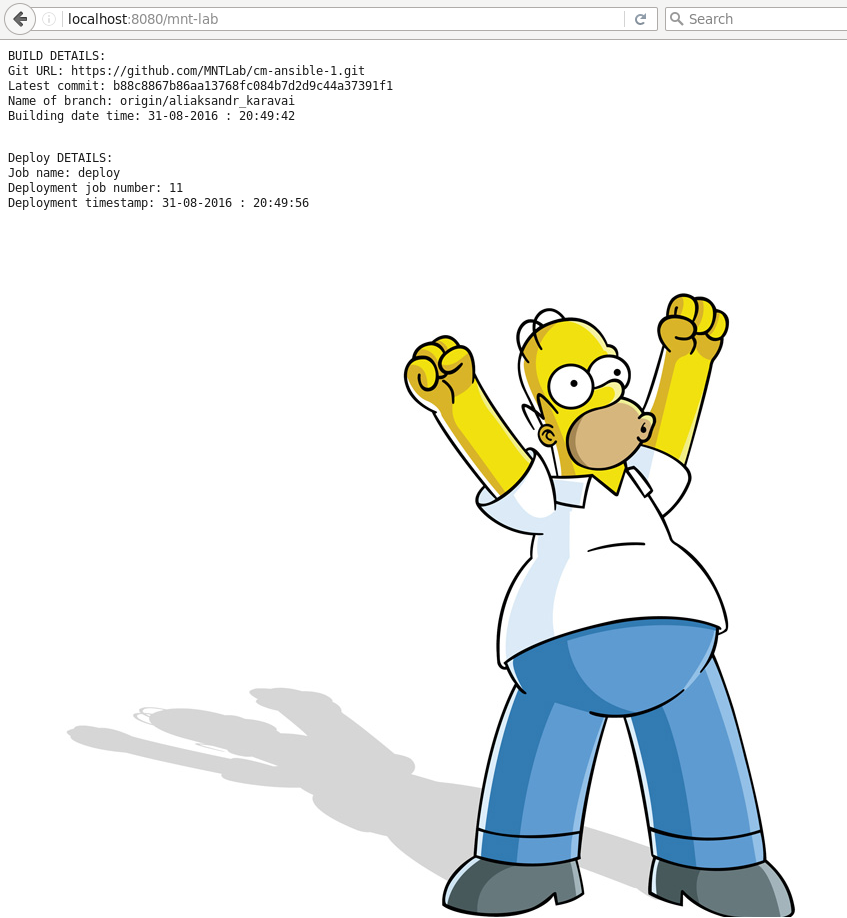 localhost:8080/mnt-lab
Search
BUILD DETAILS:
Git URL: https://github.com/MNTLab/cm-ansible-1.git
Latest commit: b88c8867b86aa13768fc084b7d2d9c44a37391f1
Name of branch: origin/aliaksandr_karavai
Building date time: 31-08-2016 : 20:49:42
Deploy DETAILS:
Job name: deploy
Deployment job number: 11
Deployment timestamp: 31-08-2016 : 20:49:56